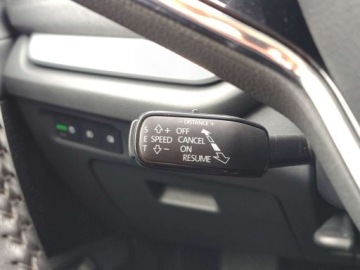 - DISTANCE +
S + OFF
E SPEED CANCEL
T - ON
RESUME